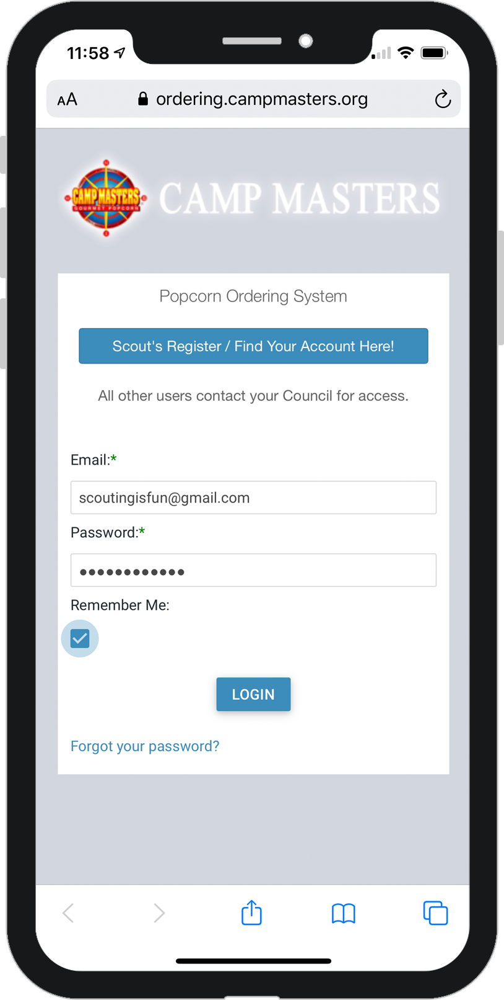 11:58
AA ordering.campmasters.org
CAMP MASTERS
GOURMET POPCORN
CAMP MASTERS
Popcorn Ordering System
Scout's Register / Find Your Account Here!
All other users contact your Council for access.
Email:*
scoutingisfun@gmail.com
Password:*
••••••••••••
Remember Me:
LOGIN
Forgot your password?